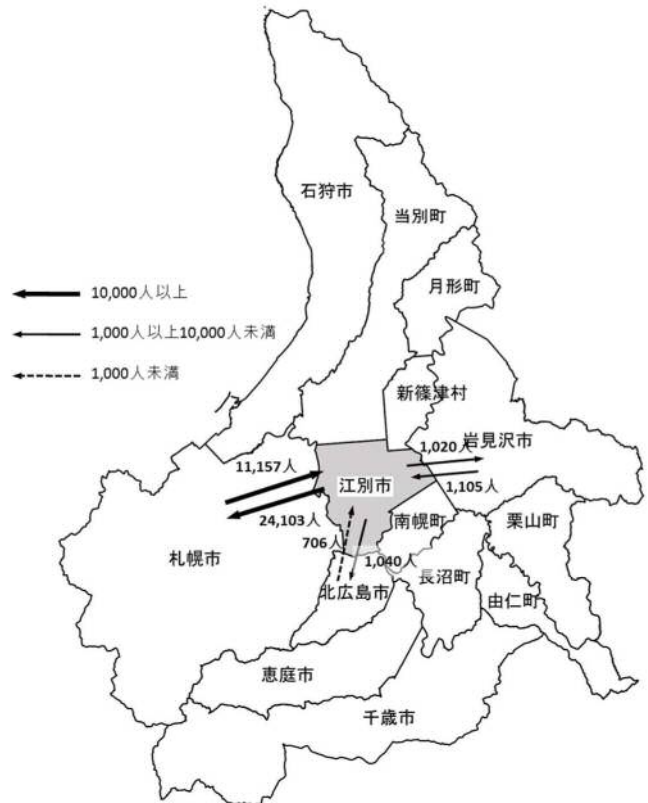 石狩市
当別町
10,000人以上
月形町
1,000人以上10,000人未満
1,000人未満
新篠津村
岩見沢市
1,020人
11,157人
江別市
1,105人
24,103人
南幌町
栗山町
706人
札幌市
1,040人
長沼町
北広島市
由仁町
恵庭市
千歳市